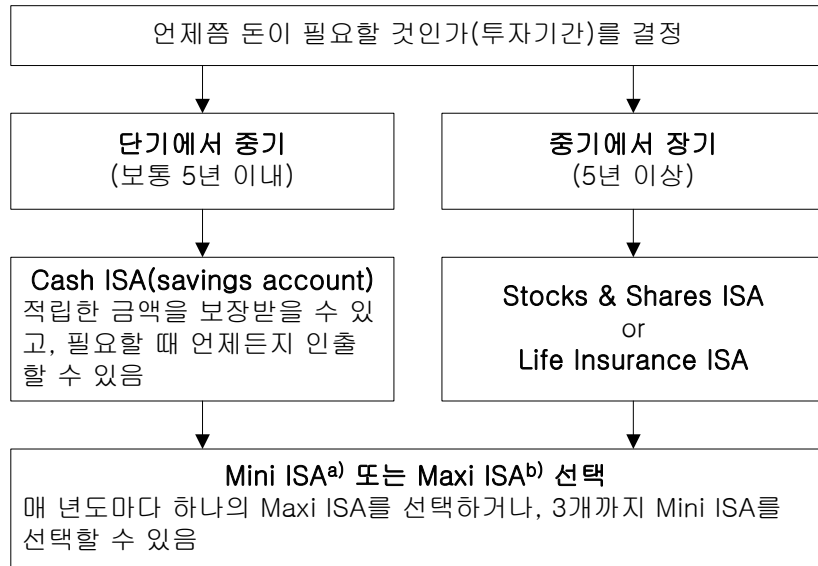 언제쯤 돈이 필요할 것인가(투자기간)를 결정
단기에서 중기
(보통 5년 이내)
중기에서 장기
(5년 이상)
Cash ISA(savings account)
적립한 금액을 보장받을 수 있
고, 필요할 때 언제든지 인출
할 수 있음
Stocks & Shares ISA
or
Life Insurance ISA
Mini ISAa) 또는 Maxi ISAb) 선택
매 년도마다 하나의 Maxi ISA를 선택하거나, 3개까지 Mini ISA를
선택할 수 있음